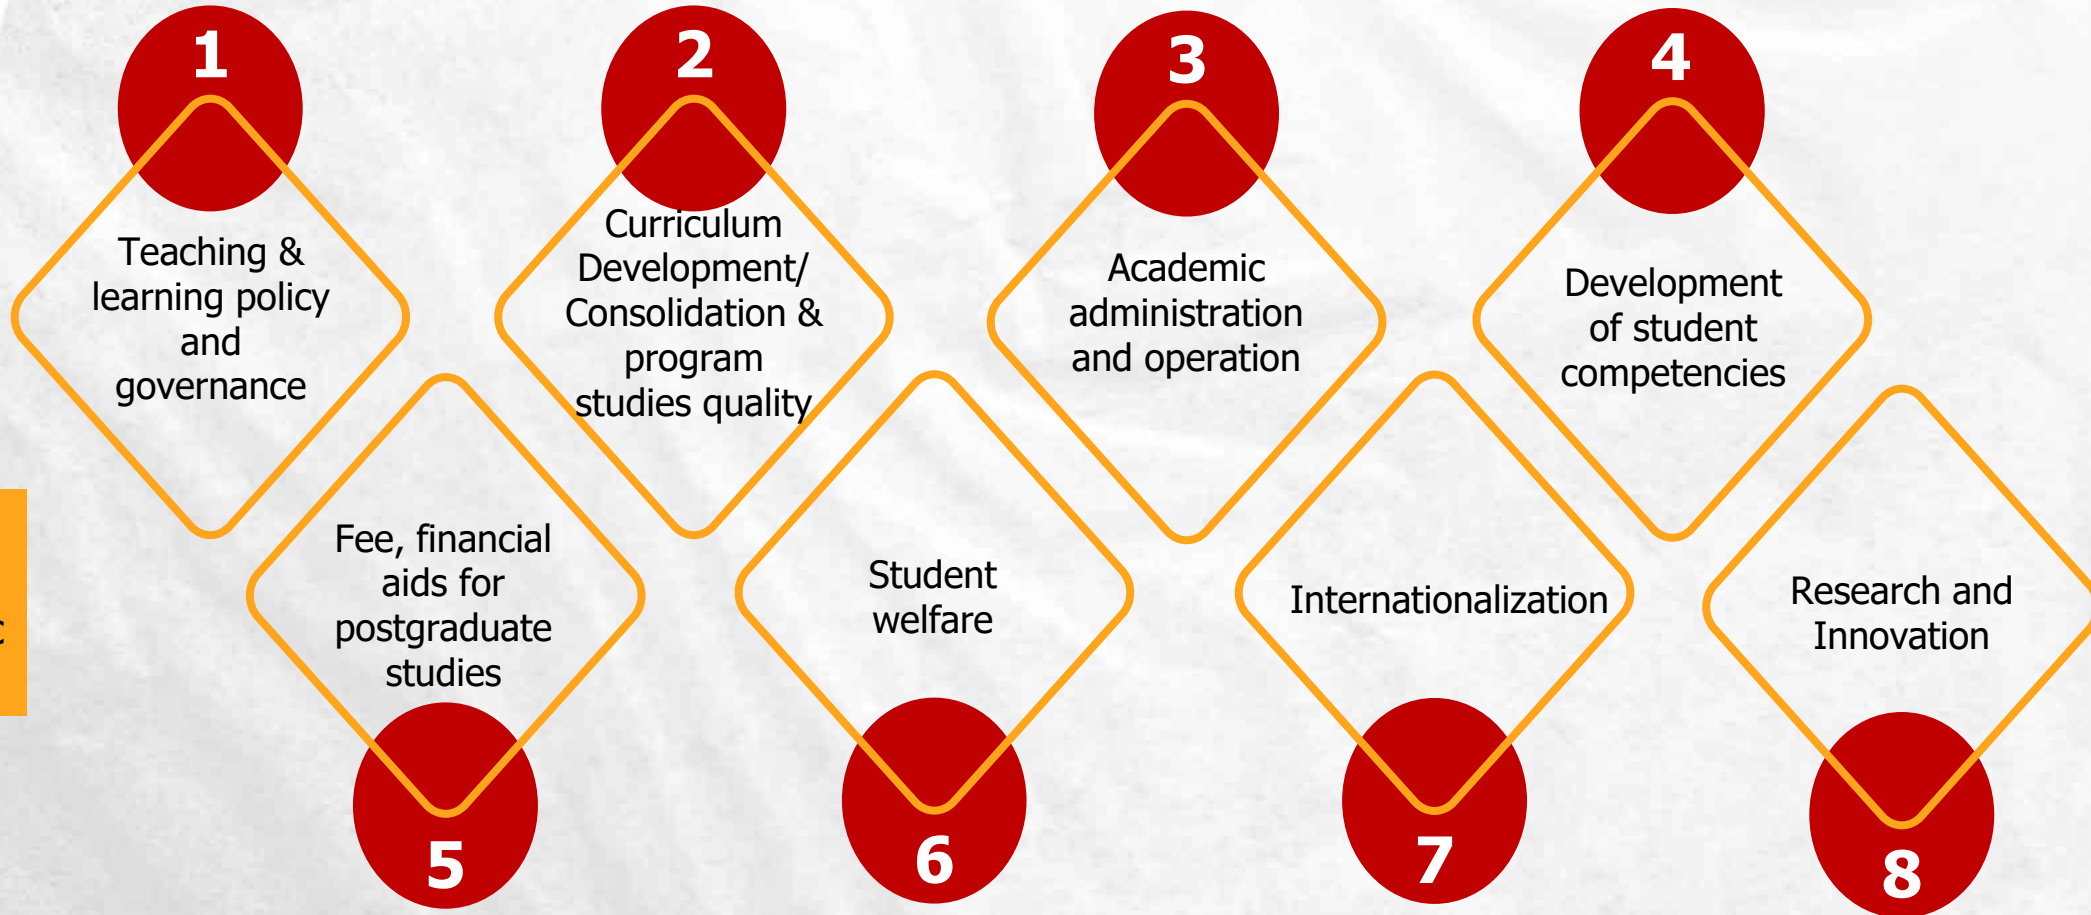 1
Teaching &
learning policy
and
governance
2
Curriculum
Development/
Consolidation &
program
studies quality
3
Academic
administration
and operation
4
Development
of student
competencies
Fee, financial
aids for
postgraduate
studies
5
Student
welfare
6
Internationalization
7
Research and
Innovation
8